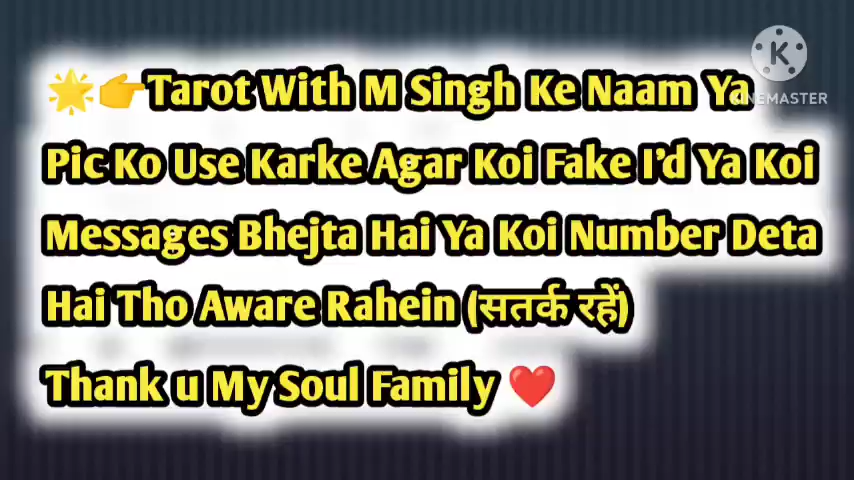 🌟👉Tarot With M Singh Ke Naam Ya
Pic Ko Use Karke Agar Koi Fake I'd Ya Koi
Messages Bhejta Hai Ya Koi Number Deta
Hai Tho Aware Rahein (सतर्क रहें)
Thank u My Soul Family ❤️
K
KINEMASTER